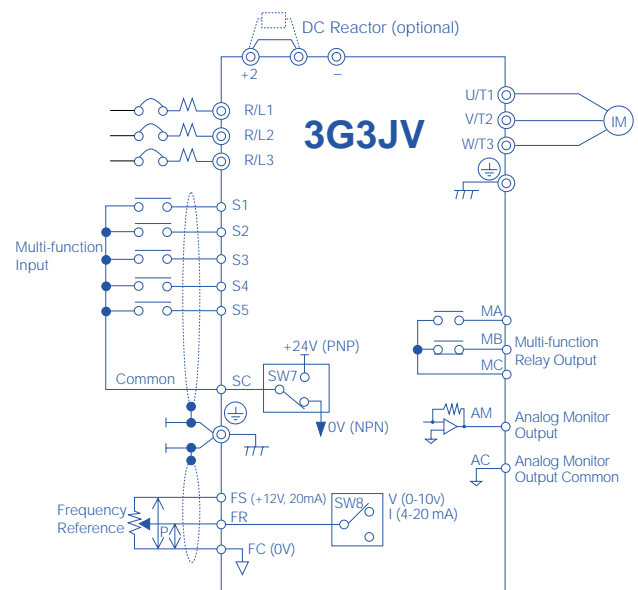 DC Reactor (optional)
+2
–
R/L1
R/L2
R/L3
3G3JV
U/T1
V/T2
W/T3
IM
Multi-function
Input
S1
S2
S3
S4
S5
Common
SC
+24V (PNP)
SW7
0V (NPN)
MA
MB
MC
Multi-function
Relay Output
AM
Analog Monitor
Output
AC
Analog Monitor
Output Common
Frequency
Reference
P
FS (+12V, 20mA)
FR
FC (0V)
SW8
V (0-10v)
I (4-20 mA)